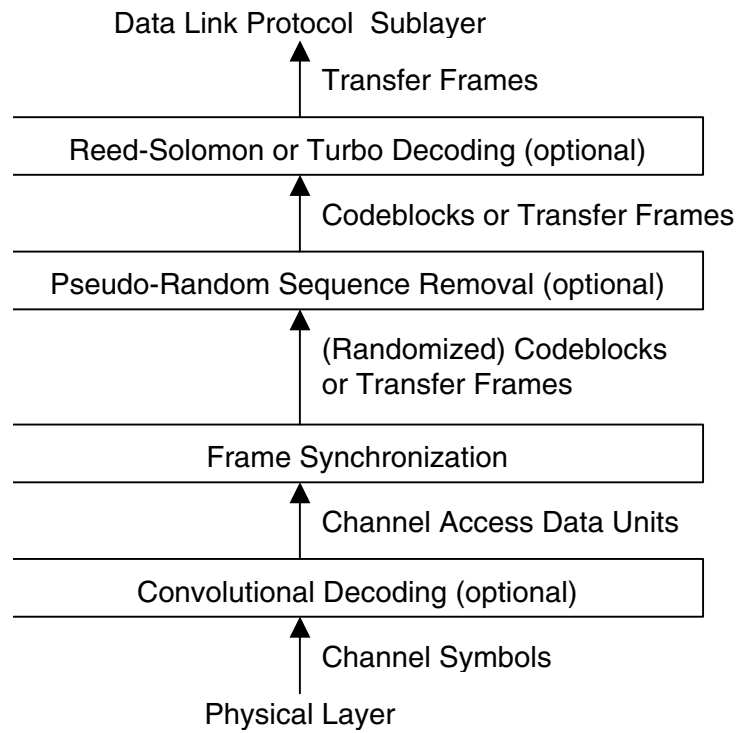 Data Link Protocol Sublayer
Transfer Frames
Reed-Solomon or Turbo Decoding (optional)
Codeblocks or Transfer Frames
Pseudo-Random Sequence Removal (optional)
(Randomized) Codeblocks
or Transfer Frames
Frame Synchronization
Channel Access Data Units
Convolutional Decoding (optional)
Channel Symbols
Physical Layer